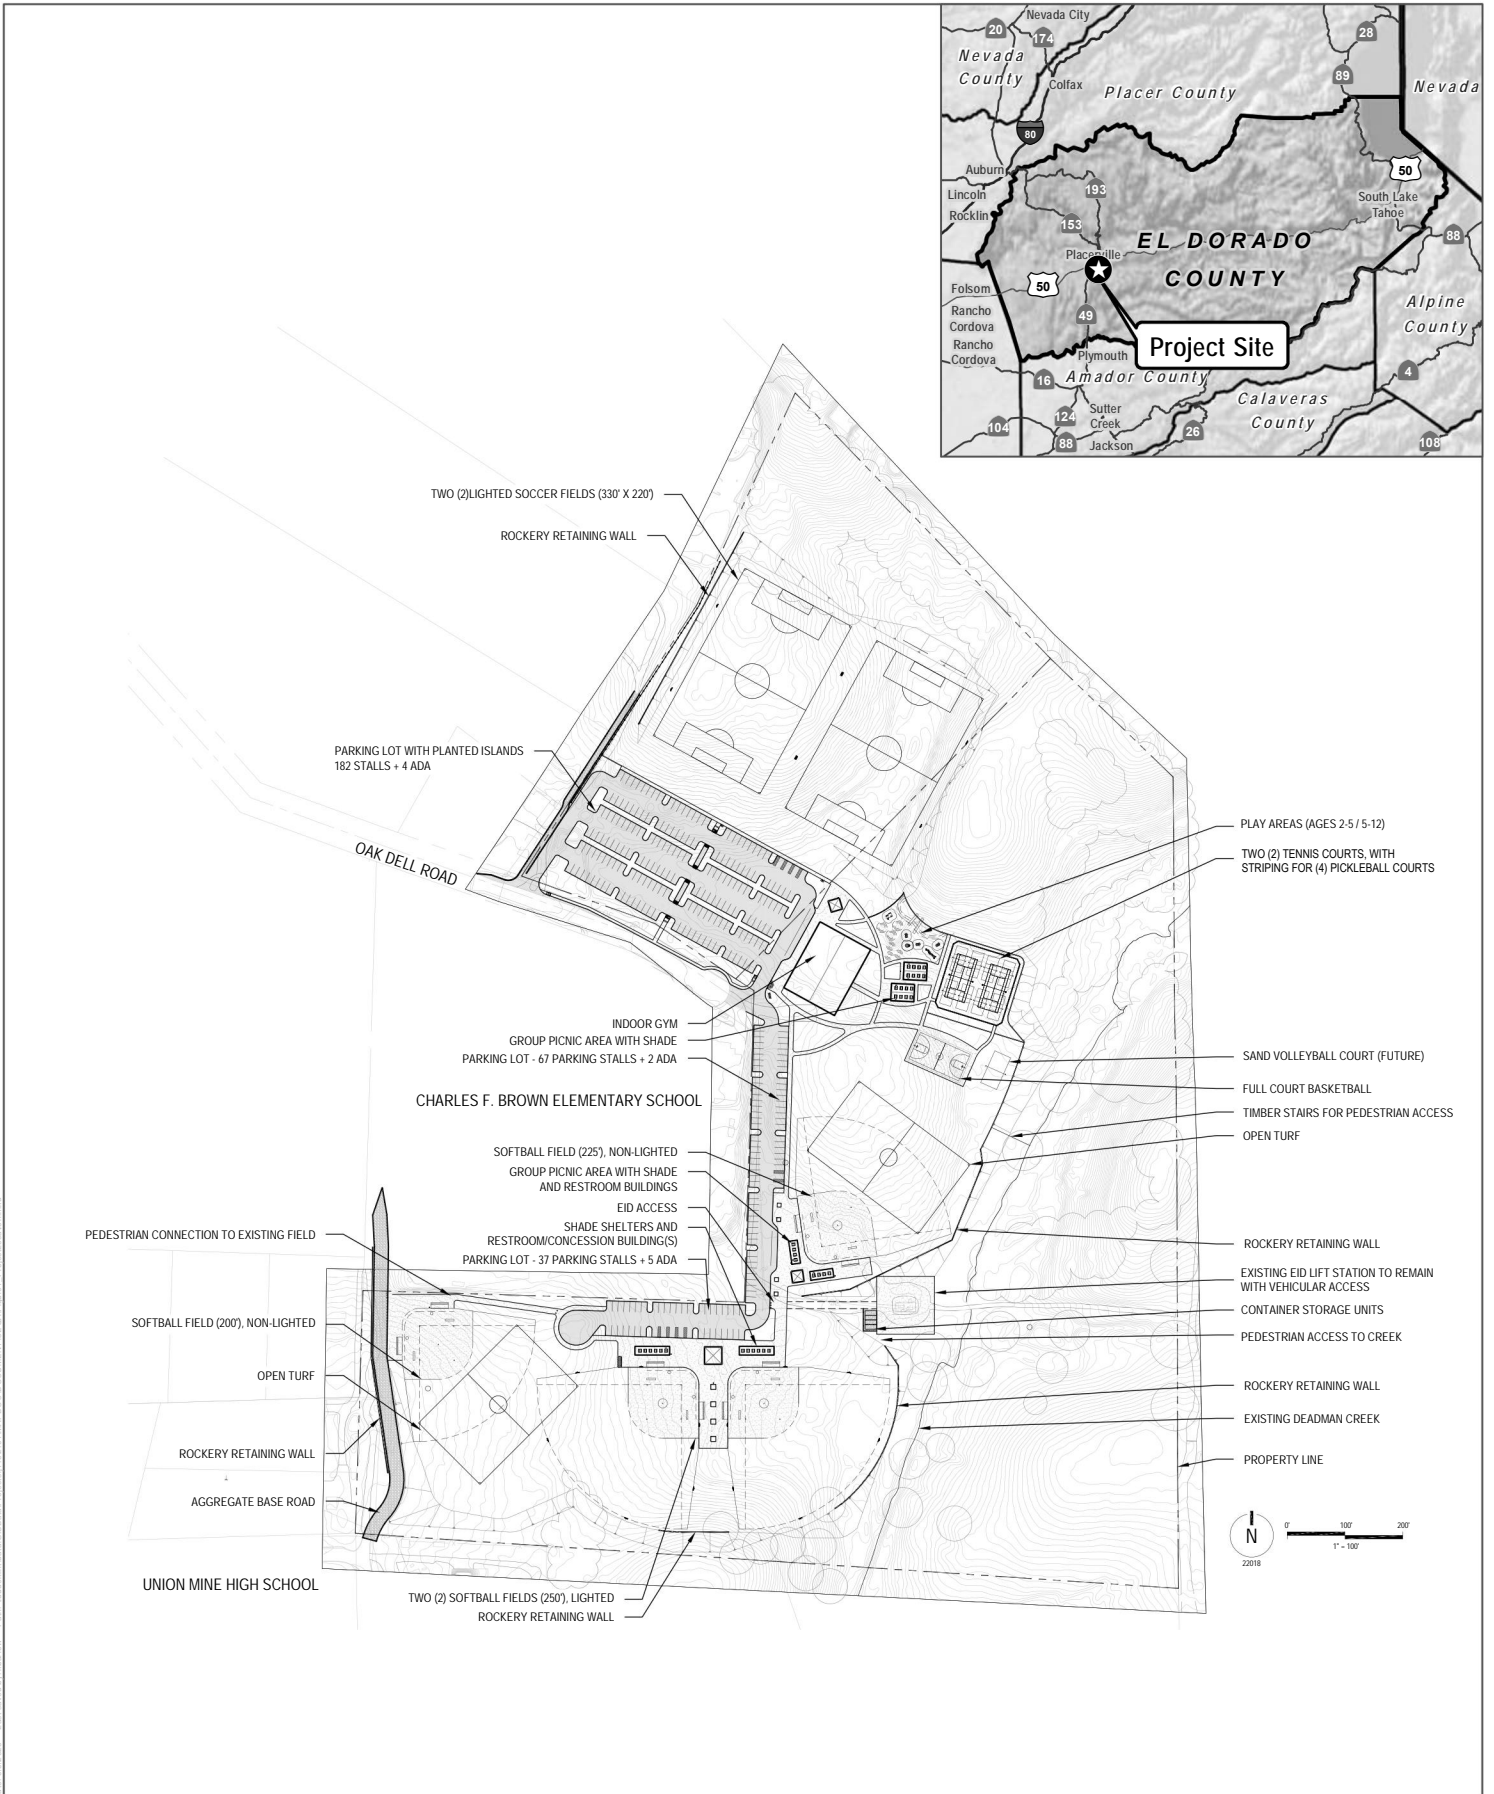 Nevada City
20
174
28
Nevada
County
89
Colfax
Placer County
Nevada
80
Auburn
50
193
Lincoln
South Lake
Tahoe
Rocklin
153
88
EL DORADO
COUNTY
Placerville
50
Folsom
Alpine
County
Rancho
Cordova
49
Project Site
Rancho
Cordova
Plymouth
16
Amador County
4
Calaveras
County
124
Sutter
Creek
104
26
88
Jackson
108
TWO (2)LIGHTED SOCCER FIELDS (330' X 220')
ROCKERY RETAINING WALL
PARKING LOT WITH PLANTED ISLANDS
182 STALLS + 4 ADA
OAK DELL ROAD
PLAY AREAS (AGES 2-5 / 5-12)
TWO (2) TENNIS COURTS, WITH
STRIPING FOR (4) PICKLEBALL COURTS
INDOOR GYM
GROUP PICNIC AREA WITH SHADE
PARKING LOT - 67 PARKING STALLS + 2 ADA
SAND VOLLEYBALL COURT (FUTURE)
FULL COURT BASKETBALL
CHARLES F. BROWN ELEMENTARY SCHOOL
TIMBER STAIRS FOR PEDESTRIAN ACCESS
OPEN TURF
SOFTBALL FIELD (225'), NON-LIGHTED
GROUP PICNIC AREA WITH SHADE
AND RESTROOM BUILDINGS
EID ACCESS
SHADE SHELTERS AND
RESTROOM/CONCESSION BUILDING(S)
PARKING LOT - 37 PARKING STALLS + 5 ADA
PEDESTRIAN CONNECTION TO EXISTING FIELD
ROCKERY RETAINING WALL
EXISTING EID LIFT STATION TO REMAIN
WITH VEHICULAR ACCESS
CONTAINER STORAGE UNITS
SOFTBALL FIELD (200'), NON-LIGHTED
PEDESTRIAN ACCESS TO CREEK
OPEN TURF
ROCKERY RETAINING WALL
EXISTING DEADMAN CREEK
ROCKERY RETAINING WALL
PROPERTY LINE
AGGREGATE BASE ROAD
N
22018
0'
100'
200'
1" = 100'
UNION MINE HIGH SCHOOL
TWO (2) SOFTBALL FIELDS (250'), LIGHTED
ROCKERY RETAINING WALL